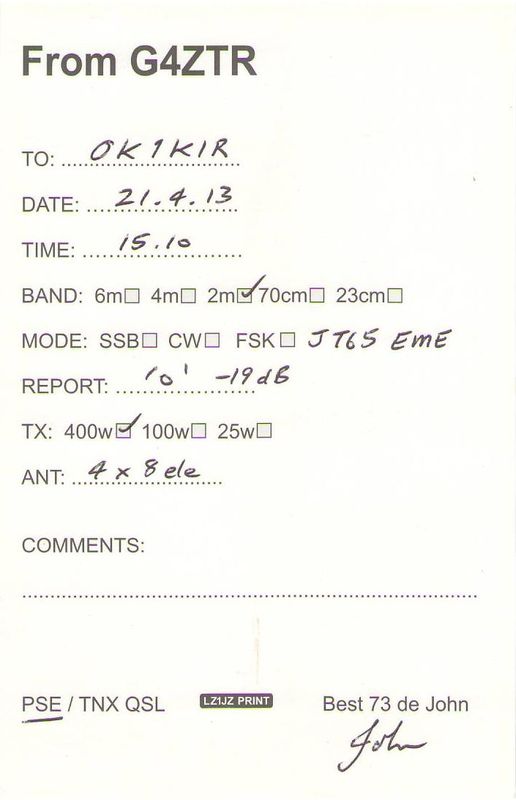 From G4ZTR
TO: OK1KIR
DATE: 21.4.13
TIME: 15.10
BAND: 6m☐ 4m☐ 2m☑ 70cm☐ 23cm☐
MODE: SSB☐ CW☐ FSK☐ JT65 EME
REPORT: 'O' -19dB
TX: 400w☑ 100w☐ 25w☐
ANT: 4 x 8 ele
COMMENTS:
PSE / TNX QSL LZ1JZ PRINT Best 73 de John
John